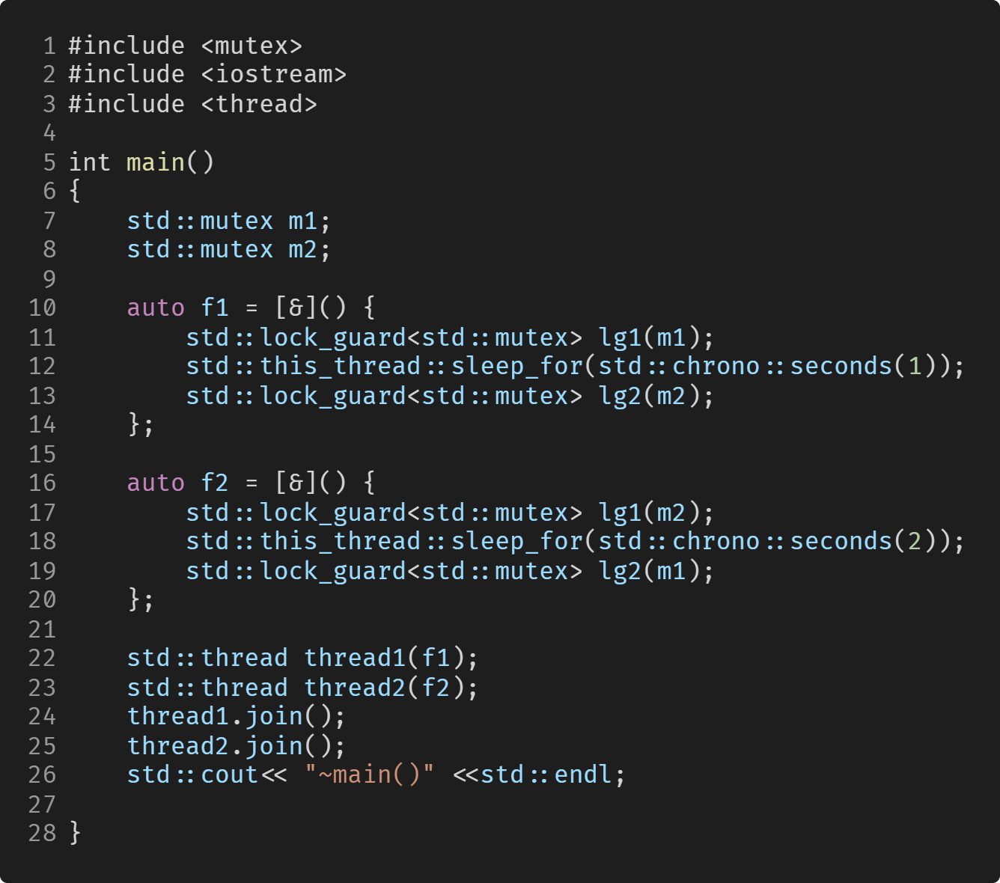 1 #include <mutex>
2 #include <iostream>
3 #include <thread>
4
5 int main()
6 {
7     std::mutex m1;
8     std::mutex m2;
9
10     auto f1 = [&]() {
11         std::lock_guard<std::mutex> lg1(m1);
12         std::this_thread::sleep_for(std::chrono::seconds(1));
13         std::lock_guard<std::mutex> lg2(m2);
14     };
15
16     auto f2 = [&]() {
17         std::lock_guard<std::mutex> lg1(m2);
18         std::this_thread::sleep_for(std::chrono::seconds(2));
19         std::lock_guard<std::mutex> lg2(m1);
20     };
21
22     std::thread thread1(f1);
23     std::thread thread2(f2);
24     thread1.join();
25     thread2.join();
26     std::cout<< "~main()" <<std::endl;
27
28 }